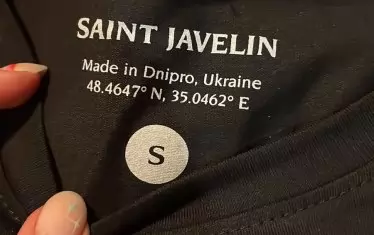 SAINT JAVELIN
Made in Dnipro, Ukraine
48.4647° N, 35.0462° E
S